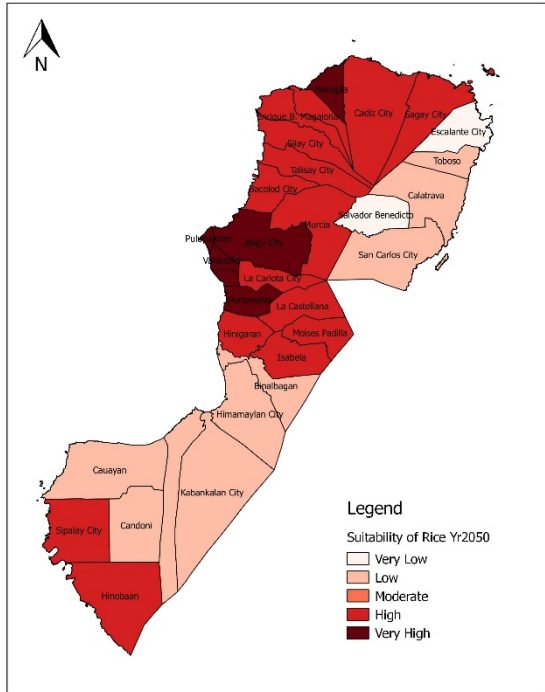 N
Manapla
Cadiz City
Sagay City
Enrique B. Magalona
Escalante City
Silay City
Toboso
Talisay City
Bacolod City
Calatrava
Salvador Benedicto
Murcia
Pulupandan
Bago City
Valladolid
San Carlos City
La Carlota City
Pontevedra
La Castellana
Hinigaran
Moises Padilla
Isabela
Binalbagan
Himamaylan City
Cauayan
Kabankalan City
Candoni
Sipalay City
Hinobaan
Legend
Suitability of Rice Yr2050
Very Low
Low
Moderate
High
Very High